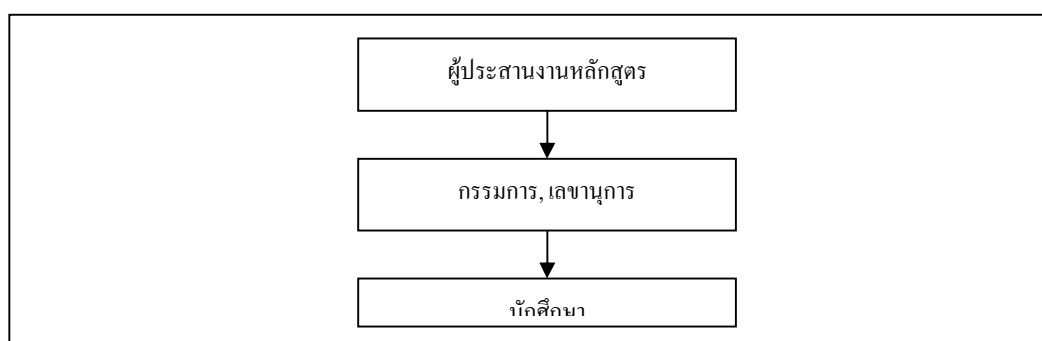 ผู้ประสานงานหลักสูตร
กรรมการ, เลขานุการ
นักศึกษา